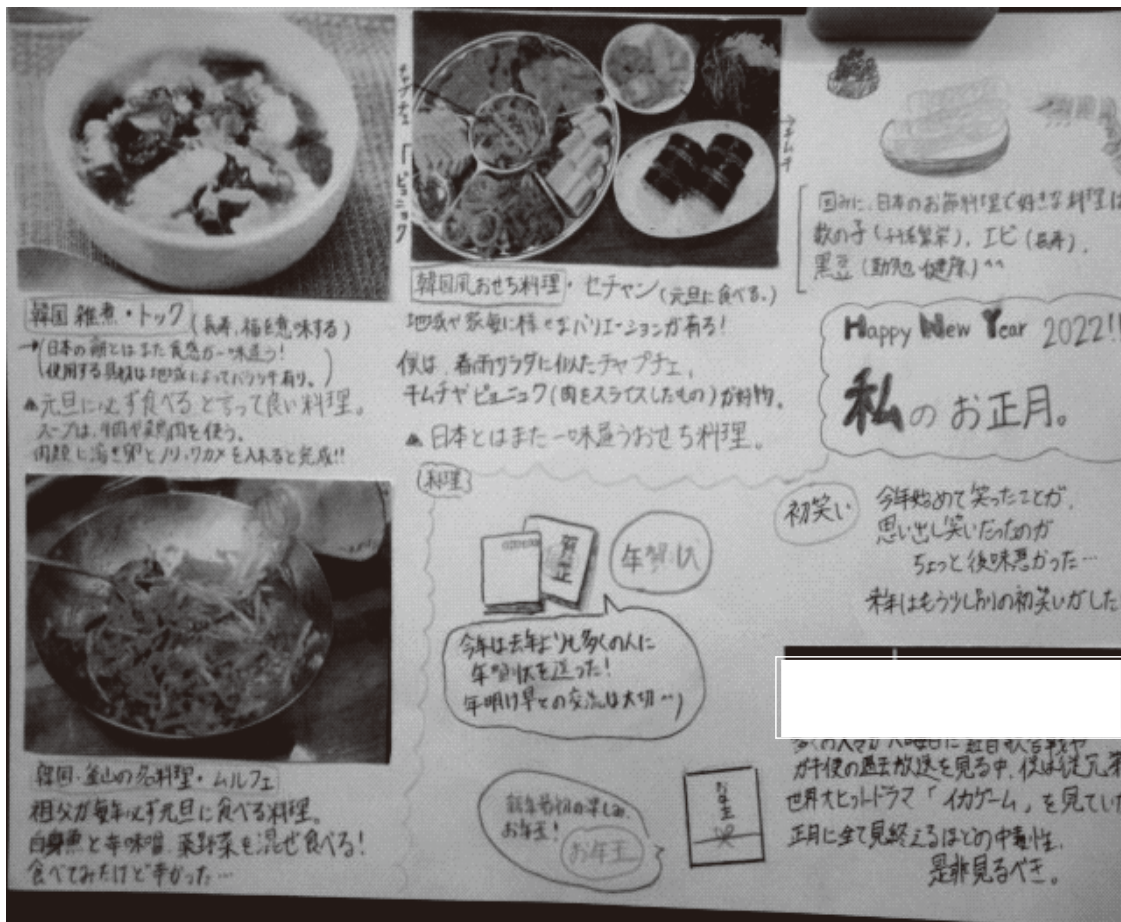 チャプチェ
「ピョニュク
→キムチ
韓国雑煮・トック (長寿、福を意味する)
→(日本の餅とはまた食感が一味違う!
使用する具材は地域によってバラツキ有り。)
▲元旦に必ず食べると言って良い料理。
スープは、牛肉や鶏肉を使う。
に溶き卵とノリ、ワカメを入れると完成!!
韓国風おせち料理・セチャン(元旦に食べる。)
地域や家毎に様々なバリエーションが有る!
僕は、春雨サラダに似たチャプチェ、
キムチやピョニュク(肉をスライスしたもの)が好物。
▲日本とはまた一味違うおせち料理。
料理
因みに、日本のお節料理で好きな料理は
数の子(子孫繁栄)、エビ(長寿)、
黒豆(勤勉・健康)^^
Happy New Year 2022!!
私のお正月。
初笑い
今年始めて笑ったことが、
思い出し笑いだったのが
ちょっと後味悪かった…
来年はもう少し別の初笑いがした
賀正
年賀状
今年は去年よりも多くの人に
年賀状を送った!
年明け早々の交流は大切…♪
韓国・釜山の名料理・ムルフェ
祖父が毎年必ず元旦に食べる料理。
白身魚と辛味噌、葉野菜を混ぜ食べる!
食べてみたけど辛かった…
新年最初の楽しみ、
お年玉!
お年玉
お年玉
多くの人々が大晦日に紅白歌合戦や
ガキ使の過去放送を見る中、僕は従兄弟
世界大ヒットドラマ「イカゲーム」を見てい
正月に全て見終えるほどの中毒性。
是非見るべき。